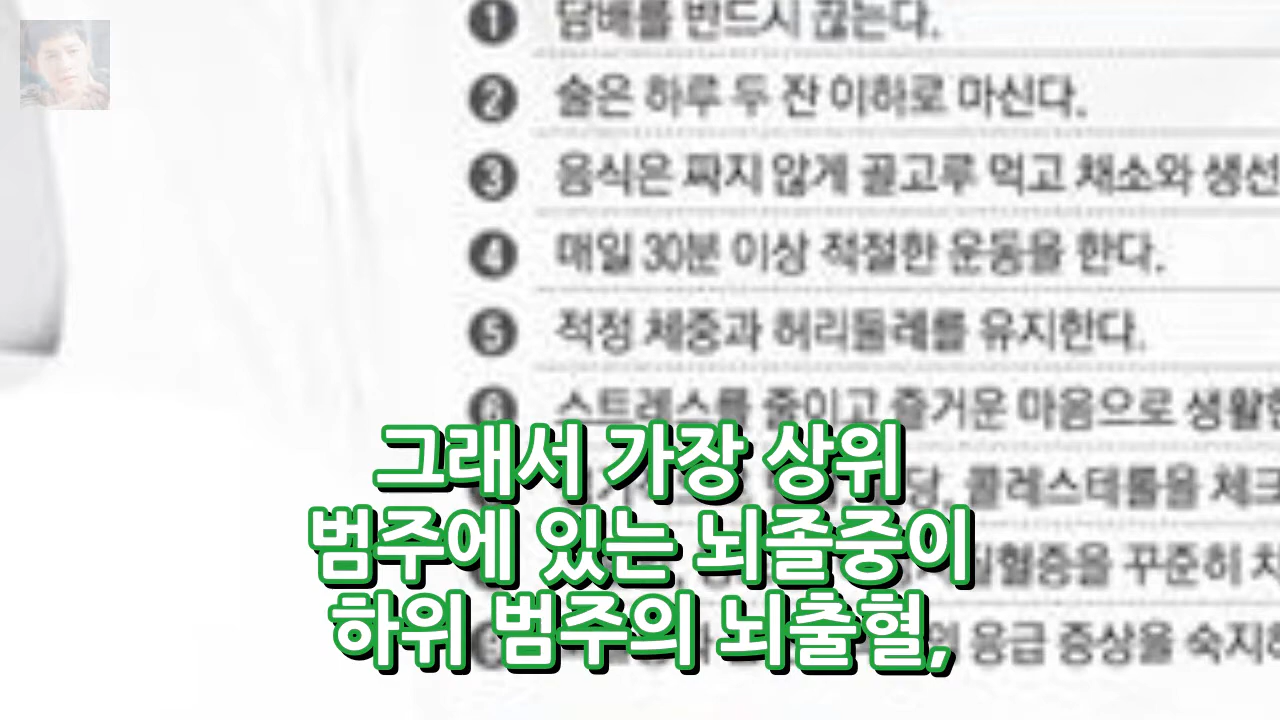 1 담배를 반드시 끊는다.
2 술은 하루 두 잔 이하로 마신다.
3 음식은 짜지 않게 골고루 먹고 채소와 생선
4 매일 30분 이상 적절한 운동을 한다.
5 적정 체중과 허리둘레를 유지한다.
6 스트레스를 줄이고 즐거운 마음으로 생활
콜레스테롤을 체크
꾸준히
응급 증상을 숙지
그래서 가장 상위
범주에 있는 뇌졸중이
하위 범주의 뇌출혈,